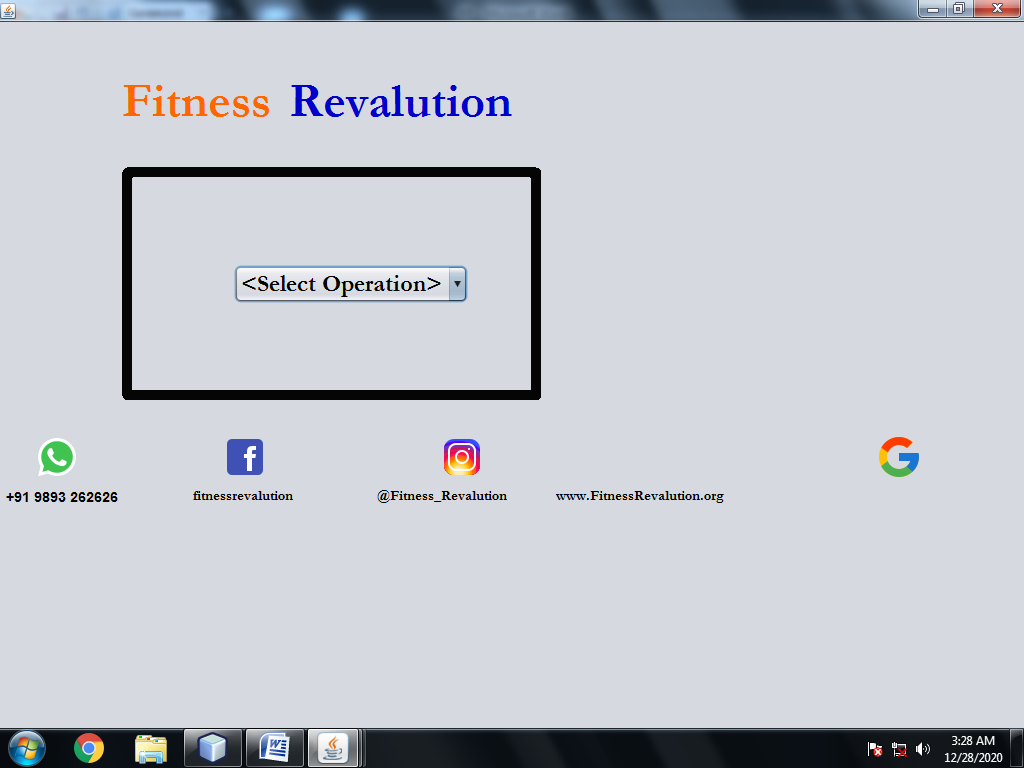 Fitness Revalution
<Select Operation>
+91 9893 262626
fitnessrevalution
@Fitness_Revalution
www.FitnessRevalution.org
3:28 AM
12/28/2020